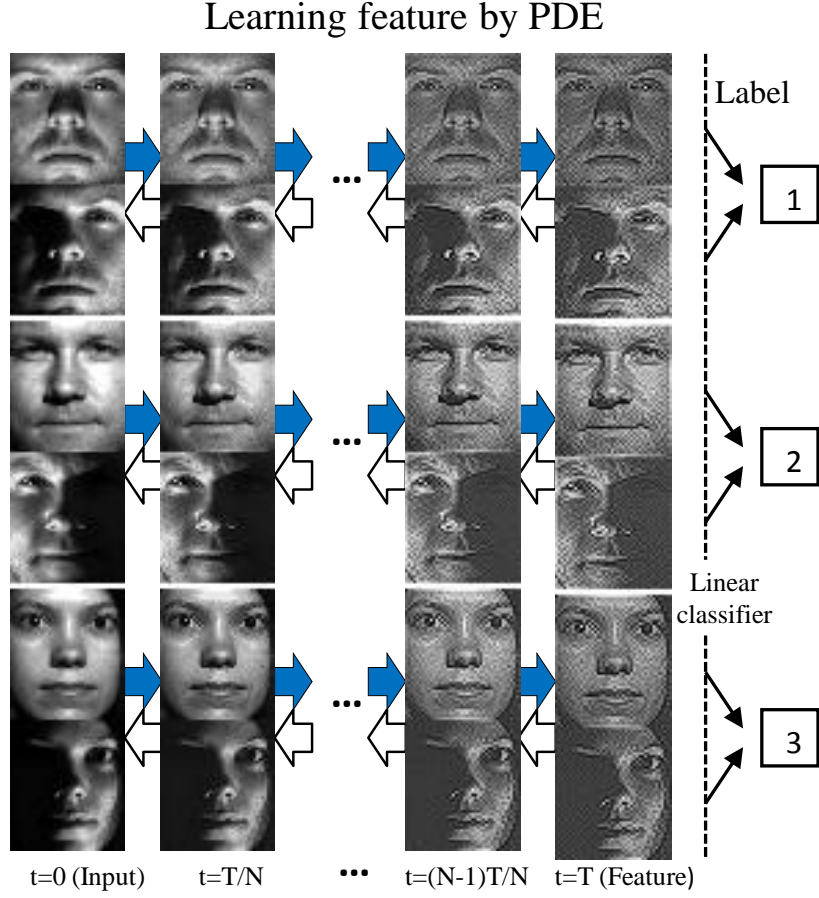 Learning feature by PDE
Label
...
1
...
2
Linear
classifier
...
3
t=0 (Input)
t=T/N
...
t=(N-1)T/N
t=T (Feature)